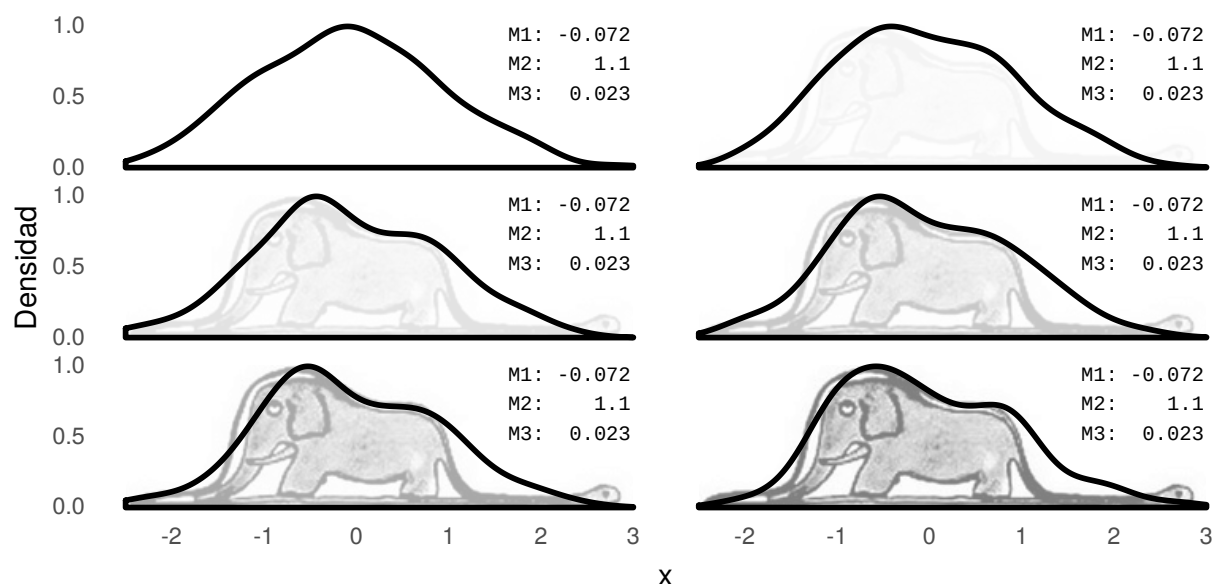 1.0
0.5
0.0
M1: -0.072
M2: 1.1
M3: 0.023
M1: -0.072
M2: 1.1
M3: 0.023
1.0
0.5
0.0
M1: -0.072
M2: 1.1
M3: 0.023
M1: -0.072
M2: 1.1
M3: 0.023
Densidad
1.0
0.5
0.0
M1: -0.072
M2: 1.1
M3: 0.023
M1: -0.072
M2: 1.1
M3: 0.023
-2 -1 0 1 2 3
-2 -1 0 1 2 3
x